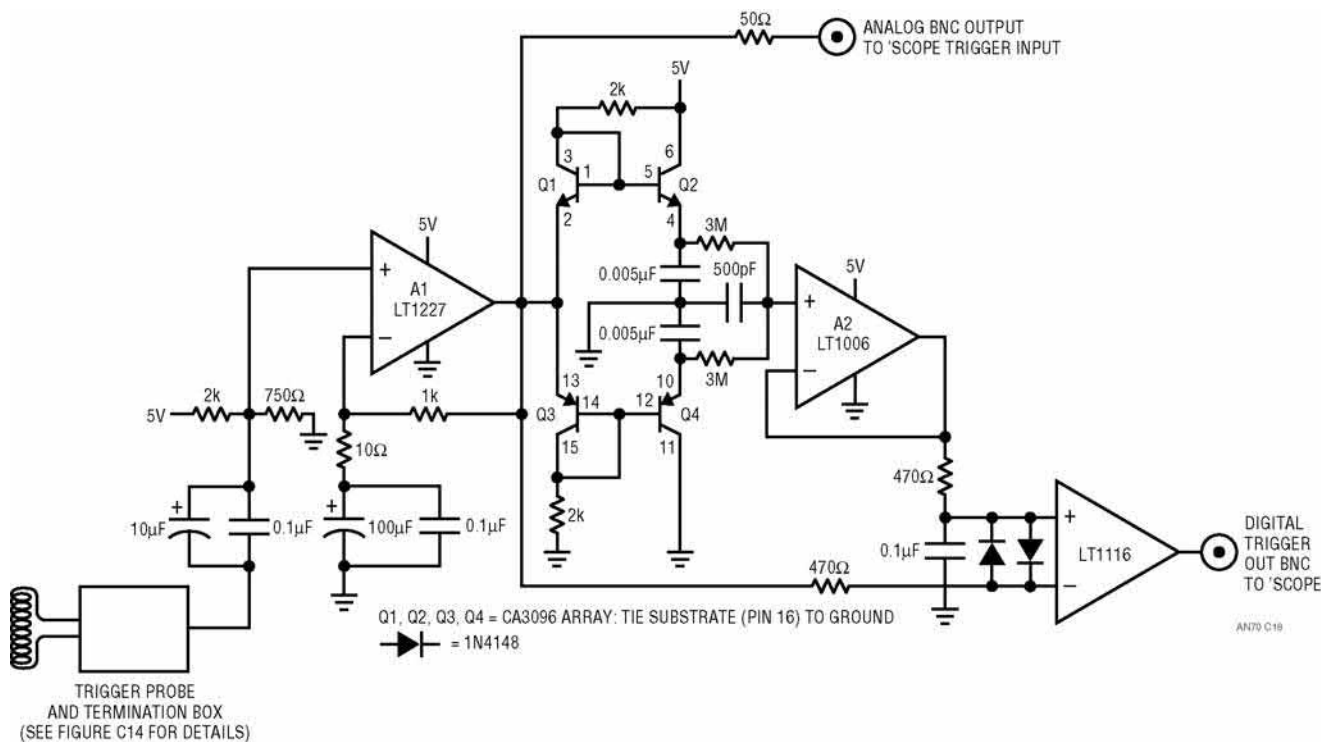 50Ω
ANALOG BNC OUTPUT
TO 'SCOPE TRIGGER INPUT
5V
2k
3
1
5
6
Q1
Q2
2
4
3M
5V
+
A1
LT1227
−
0.005µF
500pF
5V
+
A2
LT1006
−
0.005µF
3M
13
10
14
12
Q3
Q4
15
11
2k
5V
2k
750Ω
1k
10Ω
+
10µF
0.1µF
+
100µF
0.1µF
470Ω
0.1µF
+
LT1116
−
DIGITAL
TRIGGER
OUT BNC
TO 'SCOPE
470Ω
Q1, Q2, Q3, Q4 = CA3096 ARRAY: TIE SUBSTRATE (PIN 16) TO GROUND
= 1N4148
AN70 C18
TRIGGER PROBE
AND TERMINATION BOX
(SEE FIGURE C14 FOR DETAILS)